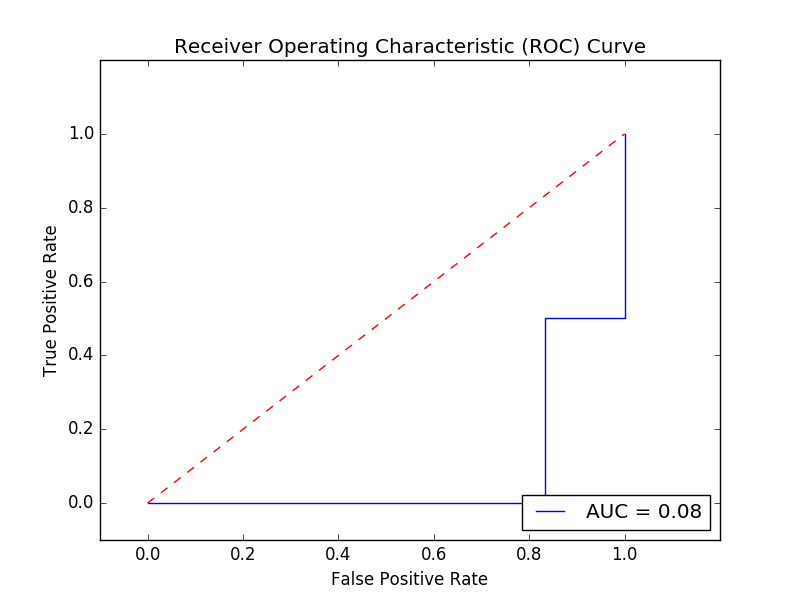 Receiver Operating Characteristic (ROC) Curve
True Positive Rate
1.0
0.8
0.6
0.4
0.2
0.0
AUC = 0.08
0.0 0.2 0.4 0.6 0.8 1.0
False Positive Rate